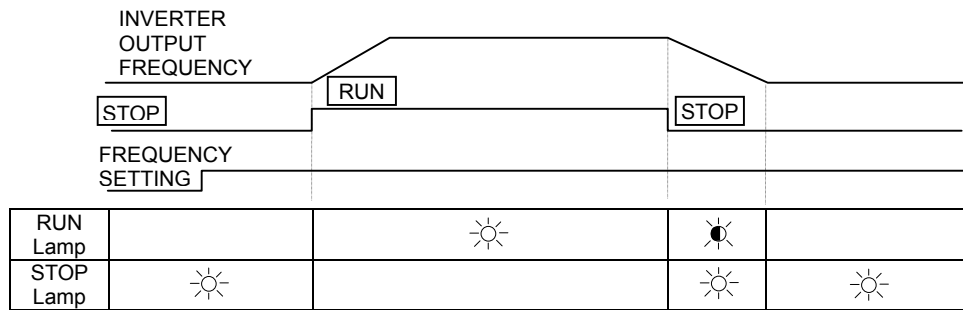 INVERTER
OUTPUT
FREQUENCY
RUN
STOP
STOP
FREQUENCY
SETTING
RUN
Lamp
STOP
Lamp